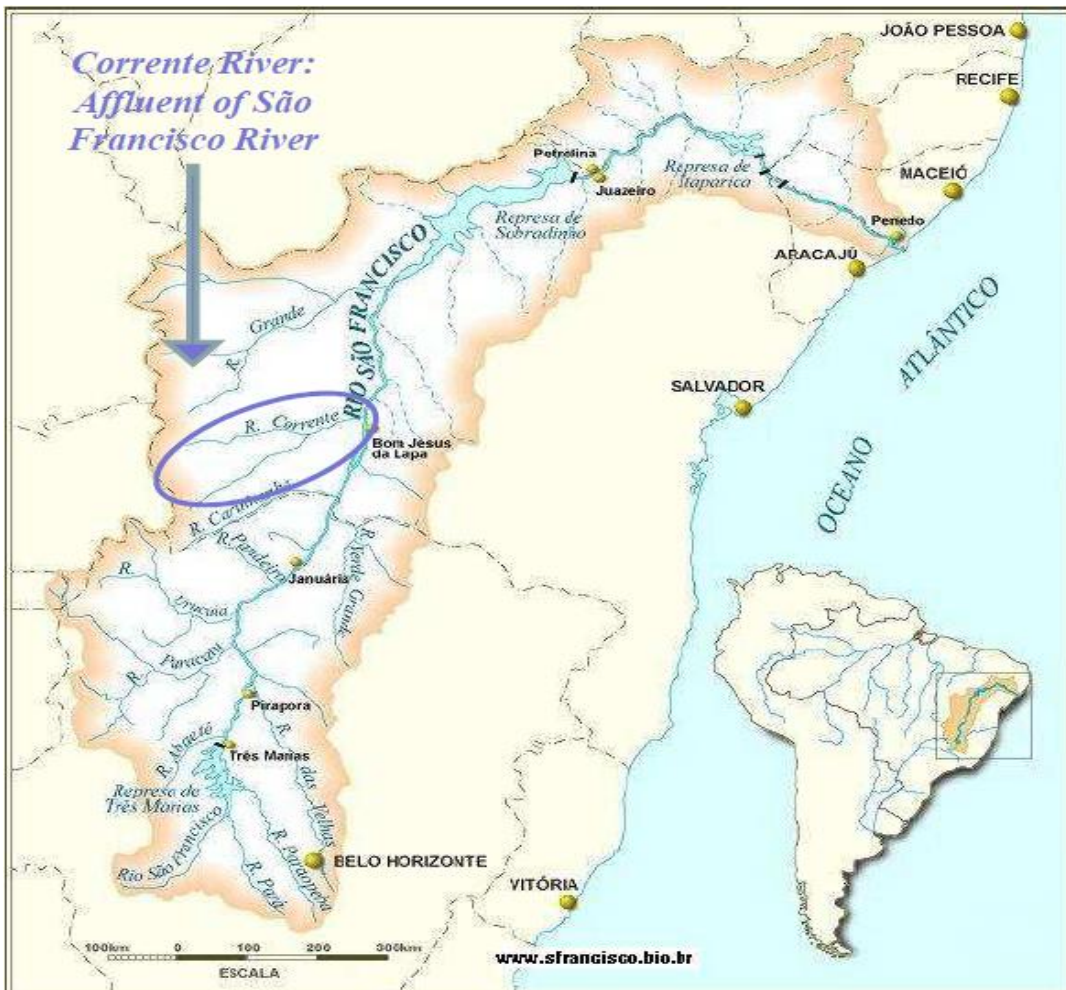 Corrente River:
Affluent of São
Francisco River
JOÃO PESSOA
RECIFE
MACEIÓ
Petrolina
Juazeiro
Represa de
Itaparica
Penedo
ARACAJÚ
Represa de
Sobradinho
RIO SÃO FRANCISCO
R. Grande
ATLÂNTICO
OCEANO
SALVADOR
R. Corrente
Bom Jesus
da Lapa
R. Carinhanha
R. Pandeiro
Januária
R. Verde Grande
R. Urucuia
R. Paracatu
Pirapora
R. Abaeté
Três Marias
Represa de
Três Marias
R. das Velhas
Rio São Francisco
R. Pará
R. Paraopeba
BELO HORIZONTE
VITÓRIA
100km 0 100 200 300km
ESCALA
www.sfrancisco.bio.br